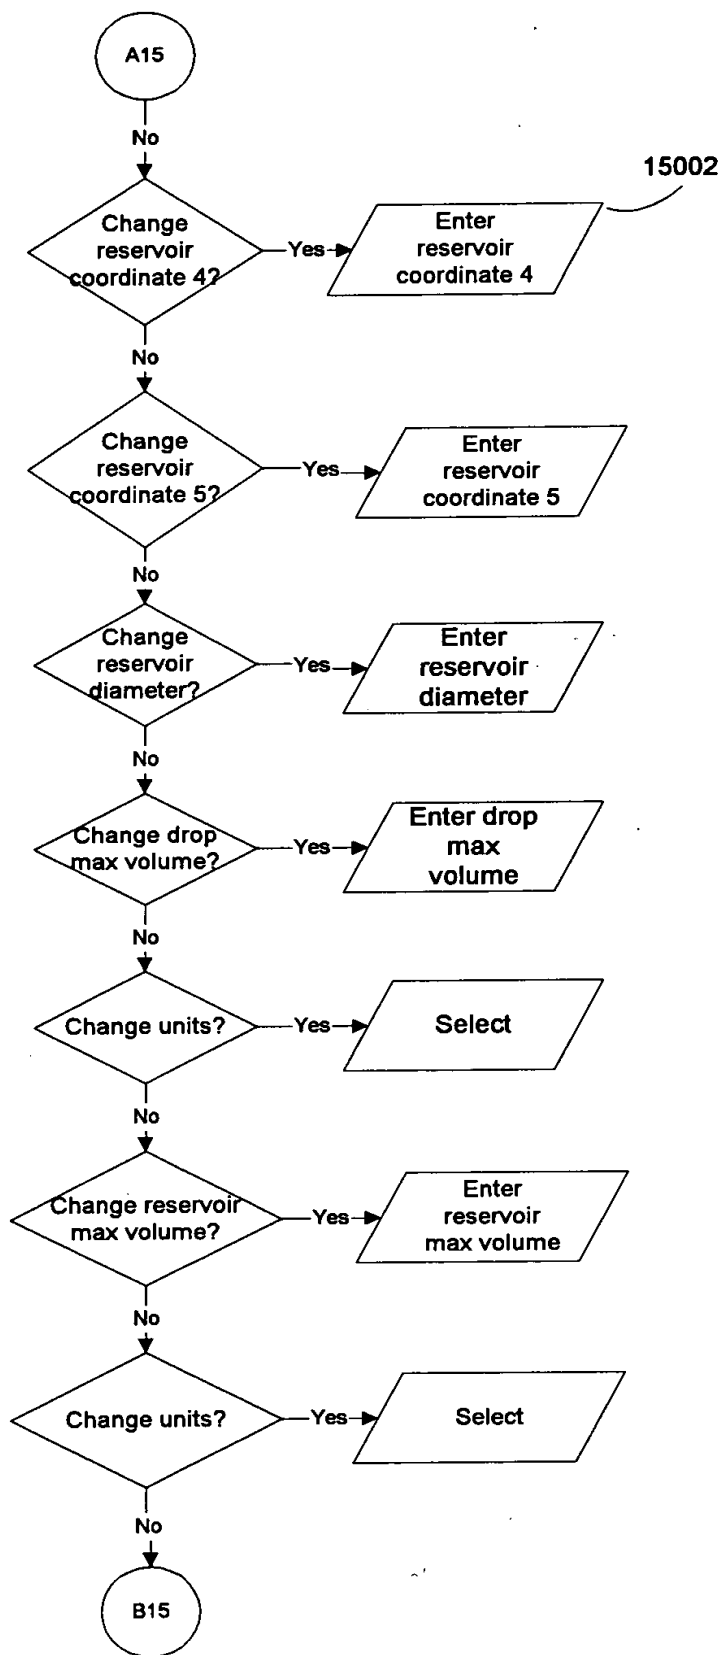 A15
No
15002
Change
reservoir
coordinate 4?
Yes
Enter
reservoir
coordinate 4
No
Change
reservoir
coordinate 5?
Yes
Enter
reservoir
coordinate 5
No
Change
reservoir
diameter?
Yes
Enter
reservoir
diameter
No
Change drop
max volume?
Yes
Enter drop
max
volume
No
Change units?
Yes
Select
No
Change reservoir
max volume?
Yes
Enter
reservoir
max volume
No
Change units?
Yes
Select
No
B15